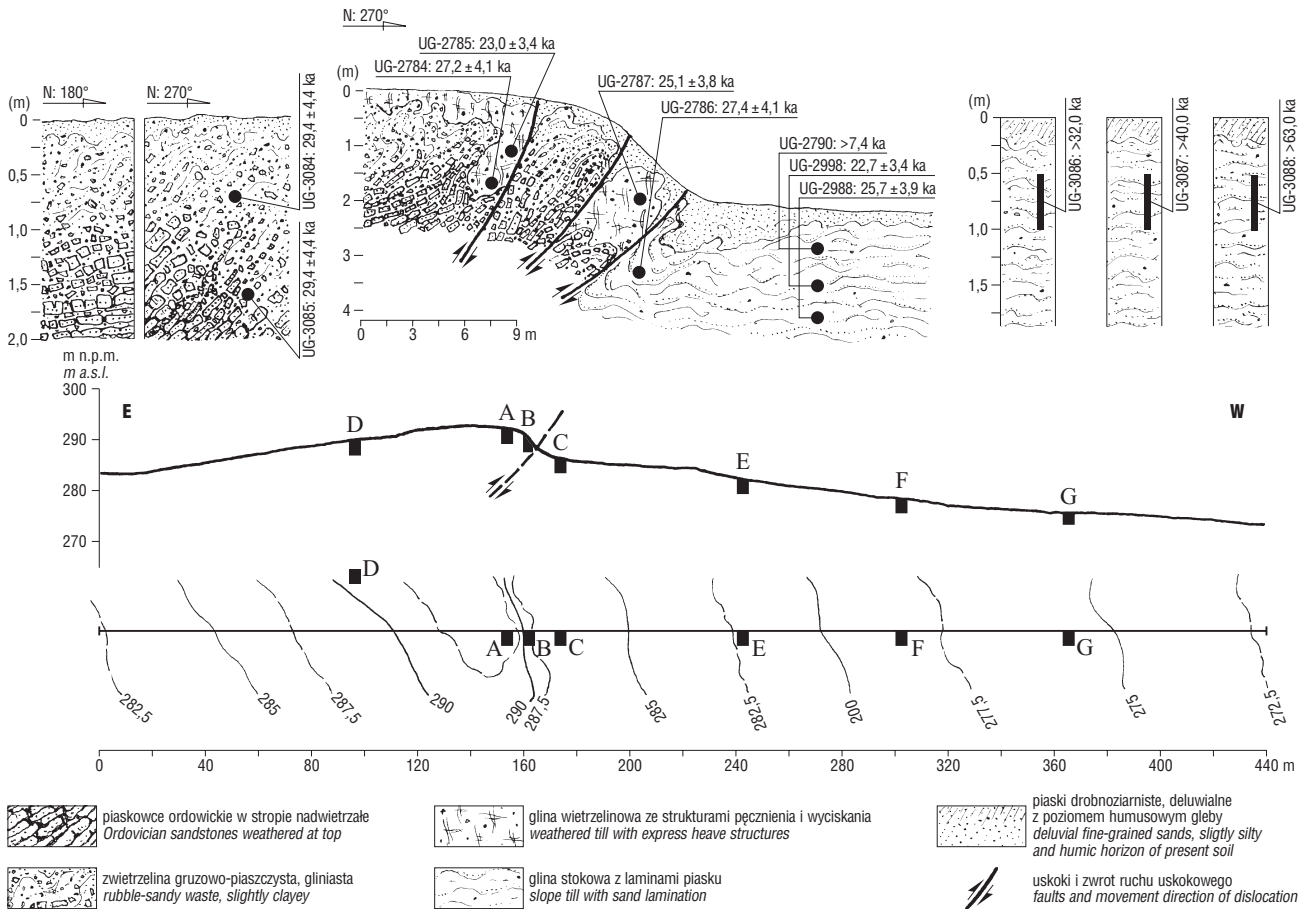 N: 270°
UG-2785: 23,0 ± 3,4 ka
UG-2784: 27,2 ± 4,1 ka
UG-2787: 25,1 ± 3,8 ka
UG-2786: 27,4 ± 4,1 ka
UG-2790: >7,4 ka
UG-2998: 22,7 ± 3,4 ka
UG-2988: 25,7 ± 3,9 ka
(m)
0
1
2
3
4
0 3 6 9 m
(m)
N: 180°
N: 270°
0
0,5
1,0
1,5
2,0
UG-3084: 29,4 ± 4,4 ka
UG-3085: 29,4 ± 4,4 ka
(m)
0
0,5
1,0
1,5
UG-3086: >32,0 ka
UG-3087: >40,0 ka
UG-3088: >63,0 ka
m n.p.m.
m a.s.l.
300
290
280
270
E
W
D
A
B
C
E
F
G
D
A
B
C
E
F
G
282,5
285
287,5
290
290
287,5
285
282,5
200
277,5
275
272,5
0 40 80 120 160 200 240 280 320 360 400 440 m
piaskowce ordowickie w stropie nadwietrzałe
Ordovician sandstones weathered at top
zwietrzelina gruzowo-piaszczysta, gliniasta
rubble-sandy waste, slightly clayey
glina wietrzelinowa ze strukturami pęcznienia i wyciskania
weathered till with express heave structures
glina stokowa z laminami piasku
slope till with sand lamination
piaski drobnoziarniste, deluwialne
z poziomem humusowym gleby
deluvial fine-grained sands, sligtly silty
and humic horizon of present soil
uskoki i zwrot ruchu uskokowego
faults and movement direction of dislocation